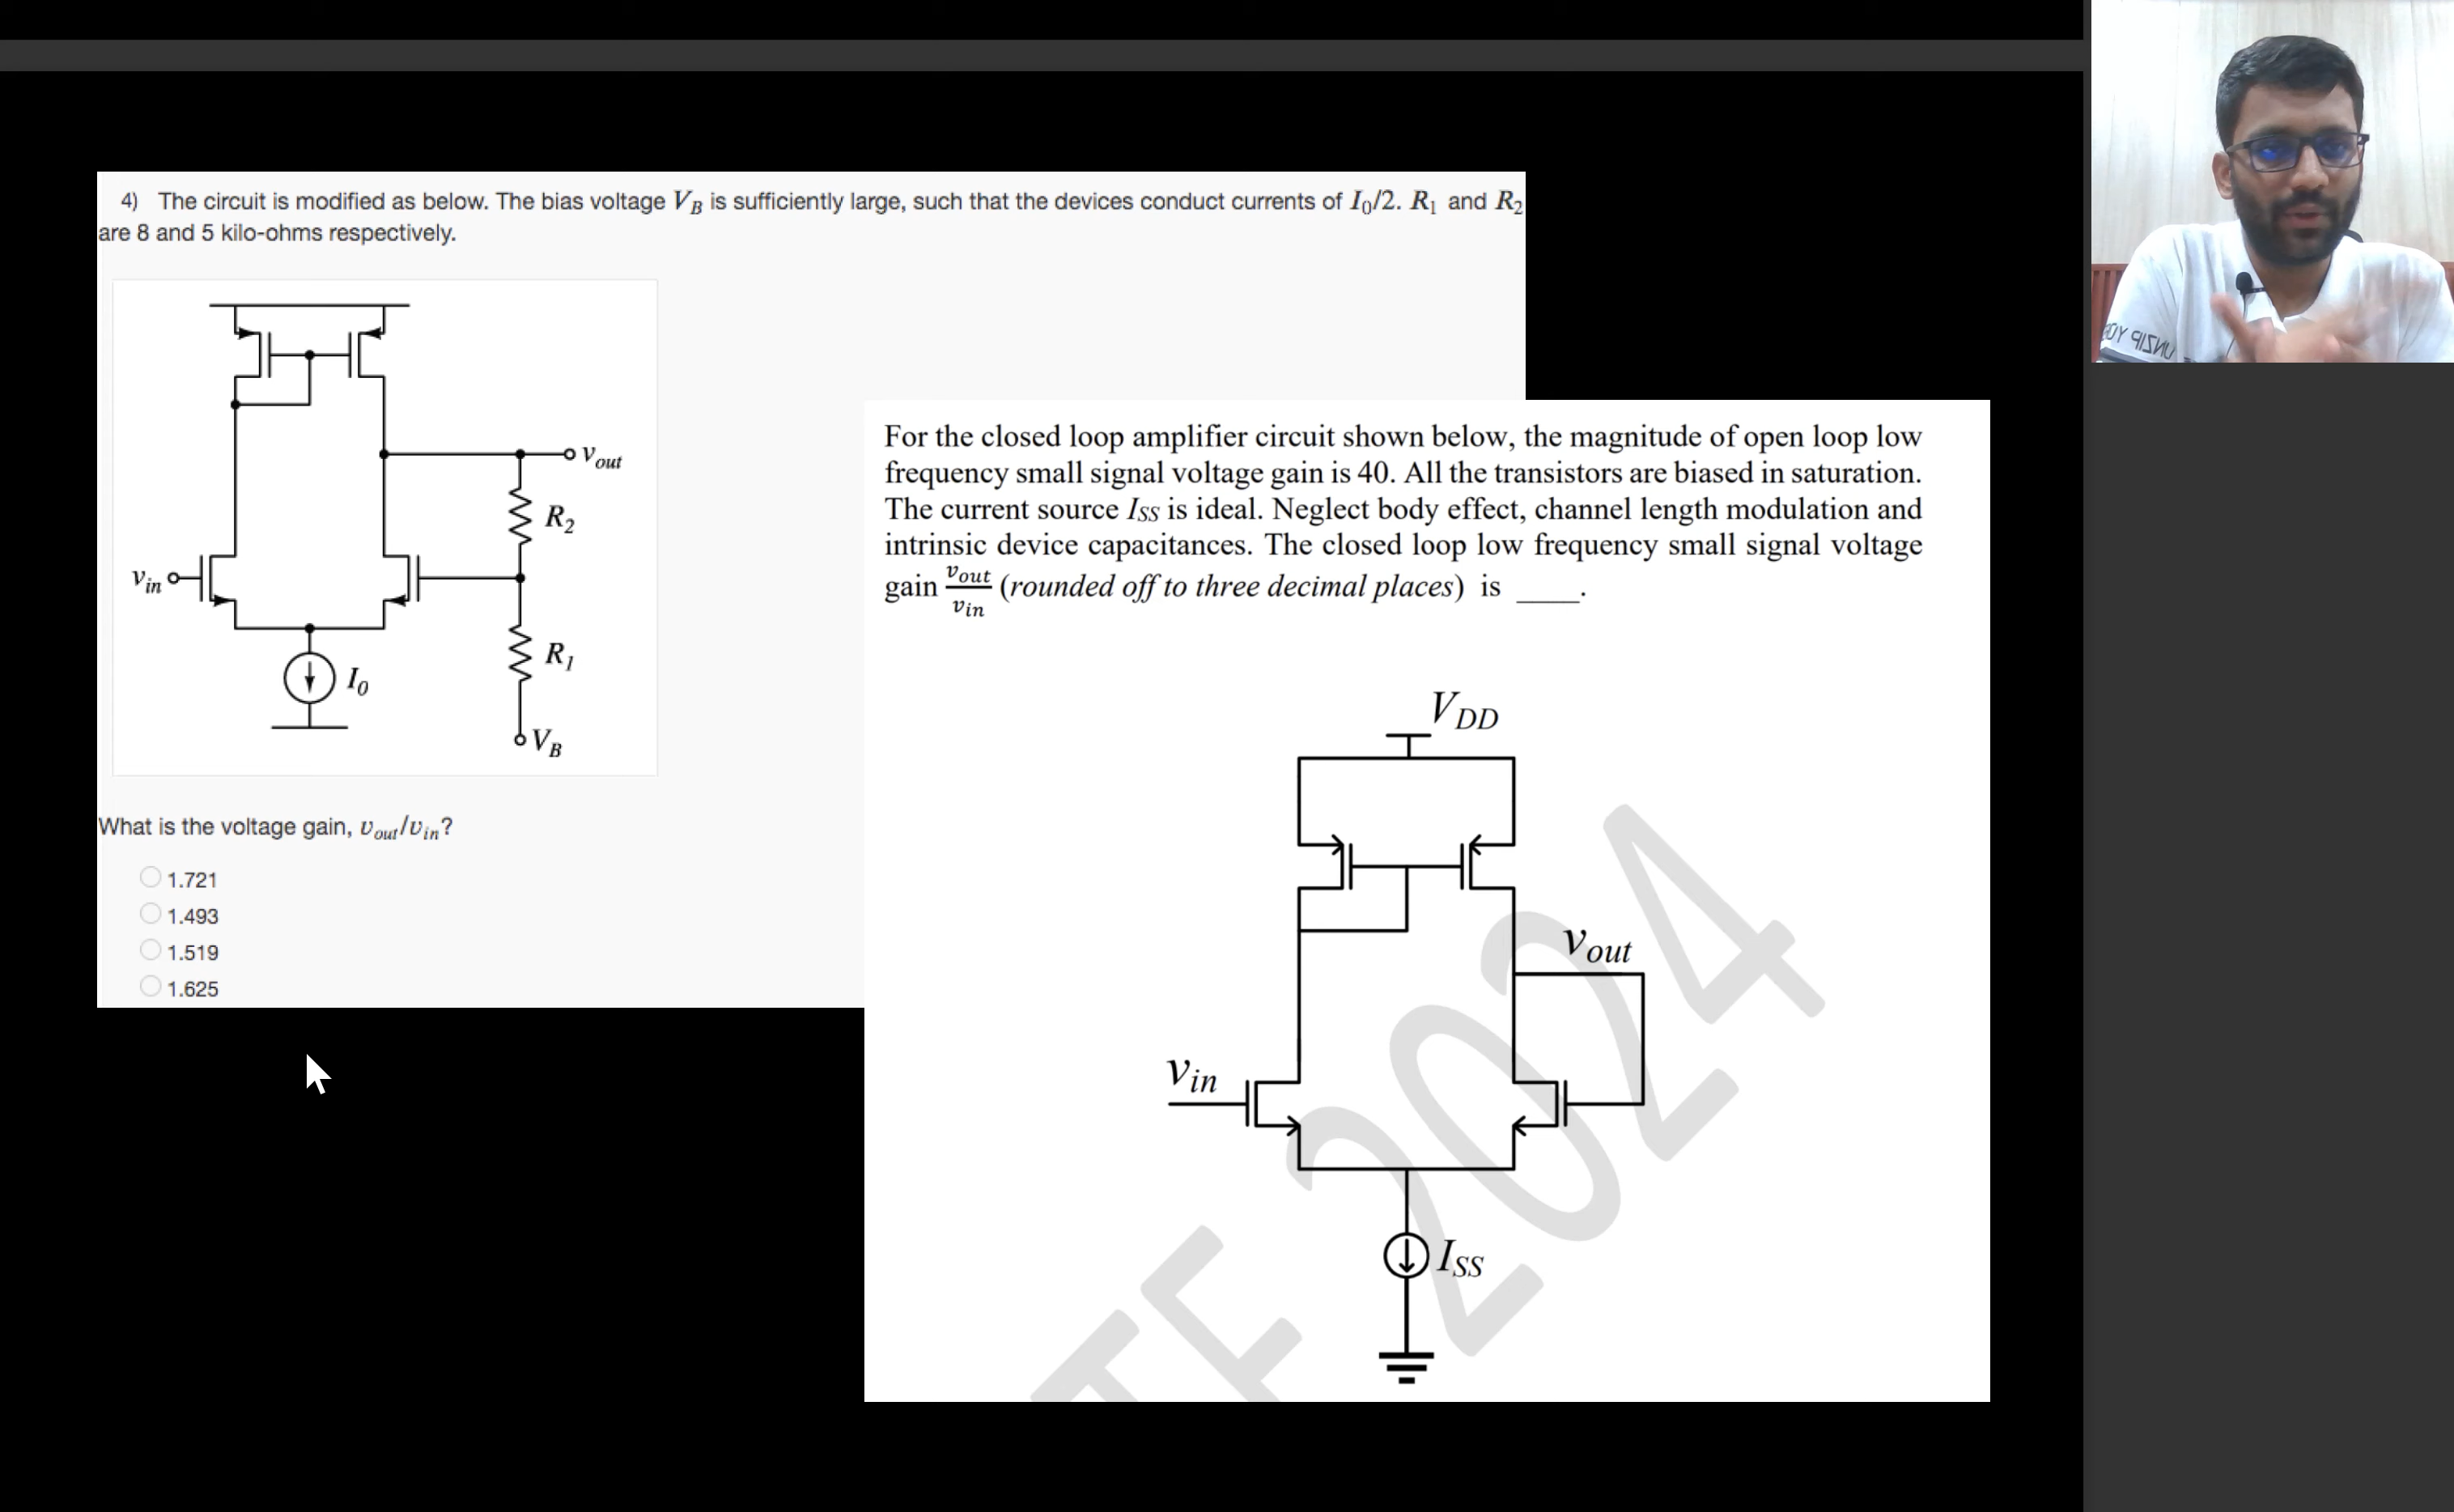 4) The circuit is modified as below. The bias voltage V_B is sufficiently large, such that the devices conduct currents of I_0/2. R_1 and R_2
are 8 and 5 kilo-ohms respectively.
v_out
R_2
v_in
R_1
I_0
V_B
What is the voltage gain, v_out/v_in?
1.721
1.493
1.519
1.625
For the closed loop amplifier circuit shown below, the magnitude of open loop low
frequency small signal voltage gain is 40. All the transistors are biased in saturation.
The current source I_SS is ideal. Neglect body effect, channel length modulation and
intrinsic device capacitances. The closed loop low frequency small signal voltage
gain v_out/v_in (rounded off to three decimal places) is ____.
V_DD
v_out
v_in
I_SS
2024
UNZIP